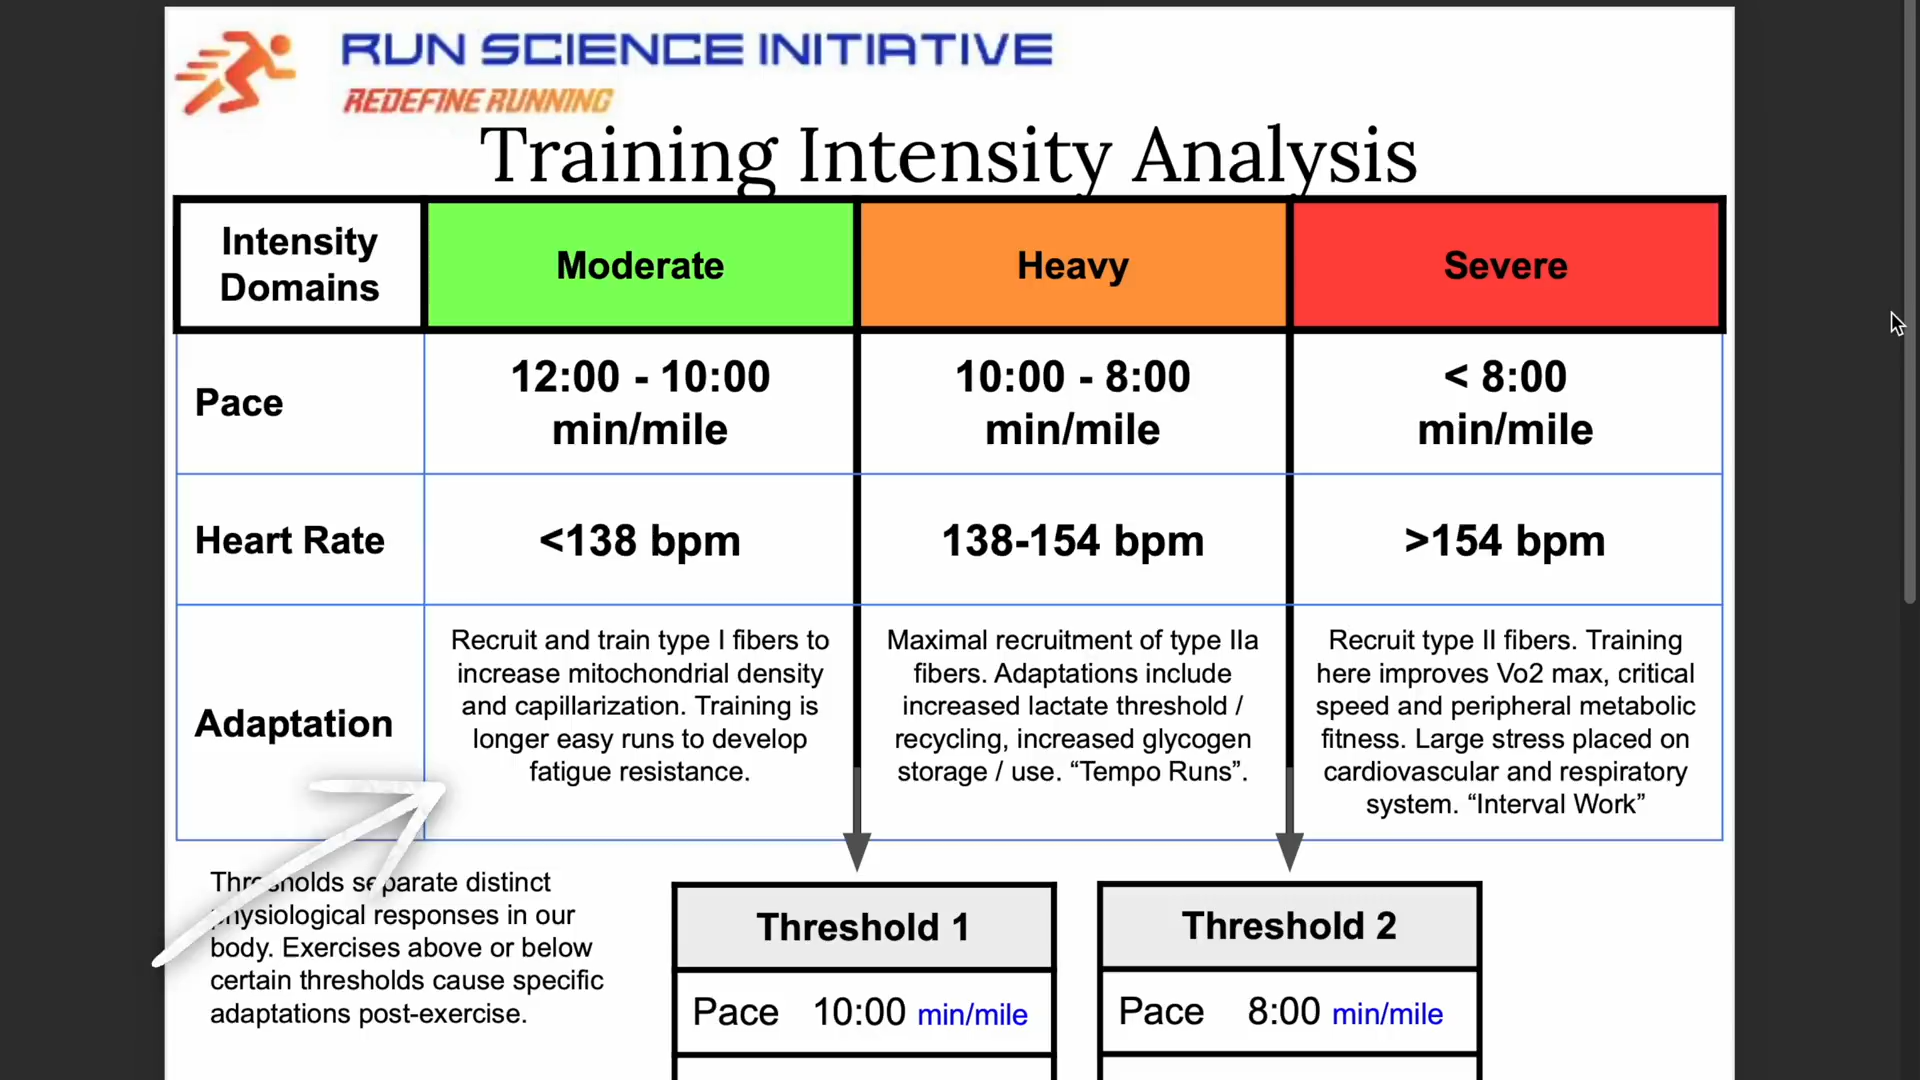 RUN SCIENCE INITIATIVE
REDEFINE RUNNING
Training Intensity Analysis
Intensity
Domains
Moderate
Heavy
Severe
Pace
12:00 - 10:00
min/mile
10:00 - 8:00
min/mile
< 8:00
min/mile
Heart Rate
<138 bpm
138-154 bpm
>154 bpm
Adaptation
Recruit and train type I fibers to
increase mitochondrial density
and capillarization. Training is
longer easy runs to develop
fatigue resistance.
Maximal recruitment of type IIa
fibers. Adaptations include
increased lactate threshold /
recycling, increased glycogen
storage / use. “Tempo Runs”.
Recruit type II fibers. Training
here improves Vo2 max, critical
speed and peripheral metabolic
fitness. Large stress placed on
cardiovascular and respiratory
system. “Interval Work”
Thresholds separate distinct
physiological responses in our
body. Exercises above or below
certain thresholds cause specific
adaptations post-exercise.
Threshold 1
Pace 10:00 min/mile
Threshold 2
Pace 8:00 min/mile